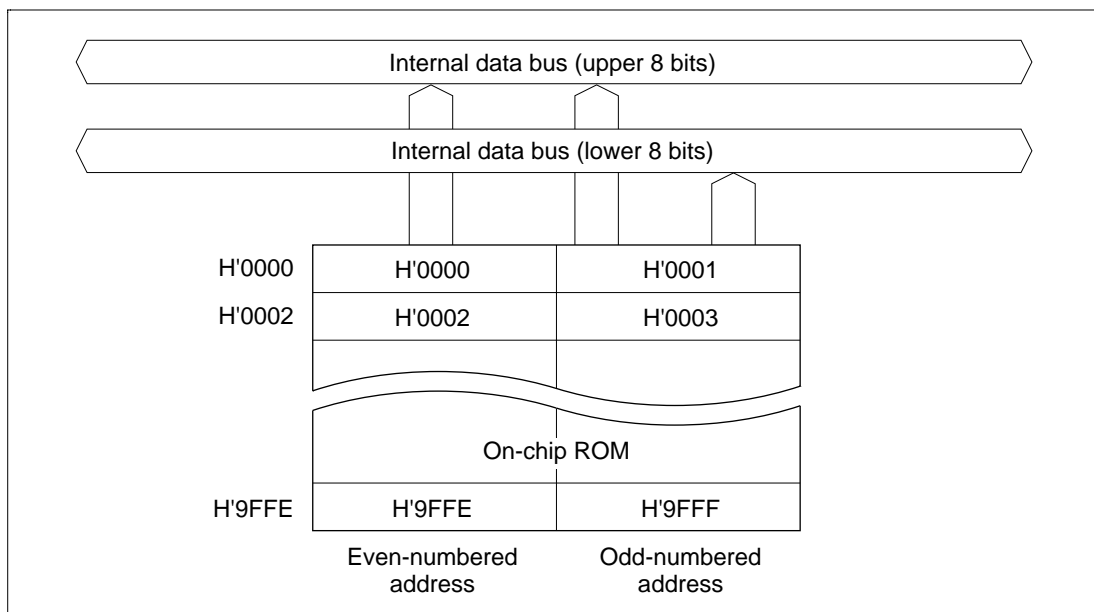 Internal data bus (upper 8 bits)
Internal data bus (lower 8 bits)
H'0000 H'0000 H'0001
H'0002 H'0002 H'0003
On-chip ROM
H'9FFE H'9FFE H'9FFF
Even-numbered Odd-numbered
address address